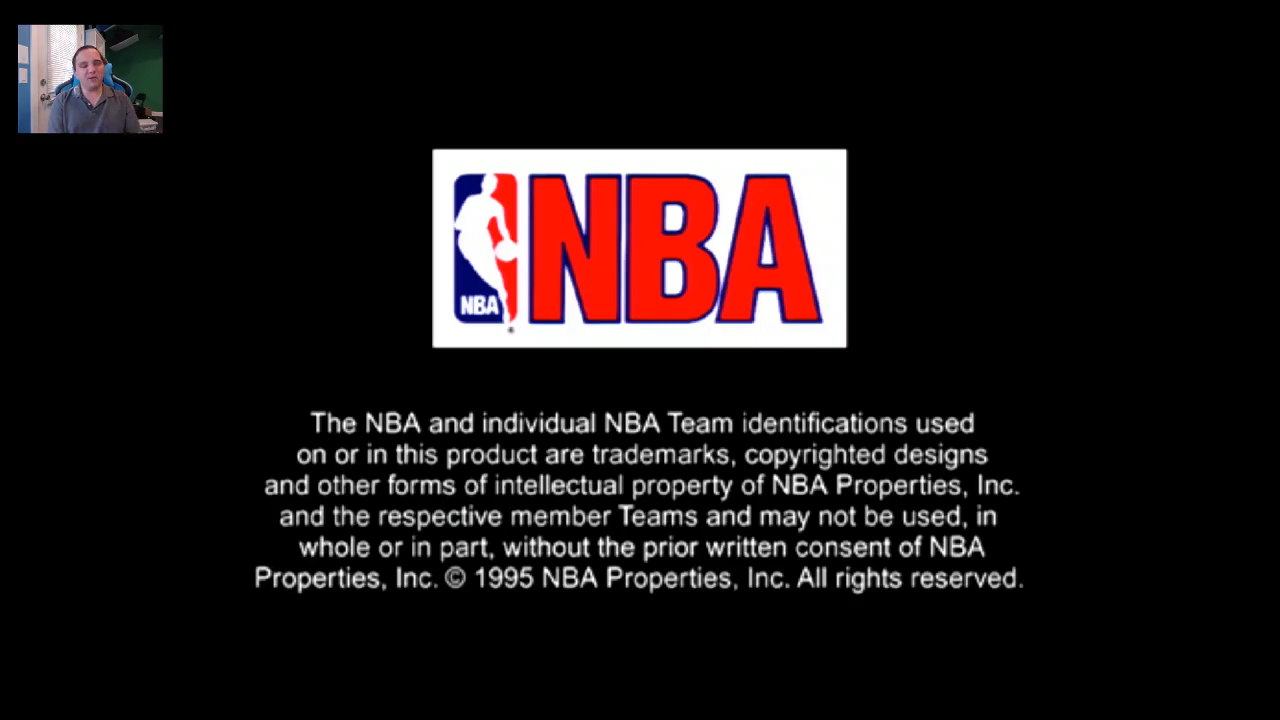 NBA
NBA
The NBA and individual NBA Team identifications used
on or in this product are trademarks, copyrighted designs
and other forms of intellectual property of NBA Properties, Inc.
and the respective member Teams and may not be used, in
whole or in part, without the prior written consent of NBA
Properties, Inc. © 1995 NBA Properties, Inc. All rights reserved.